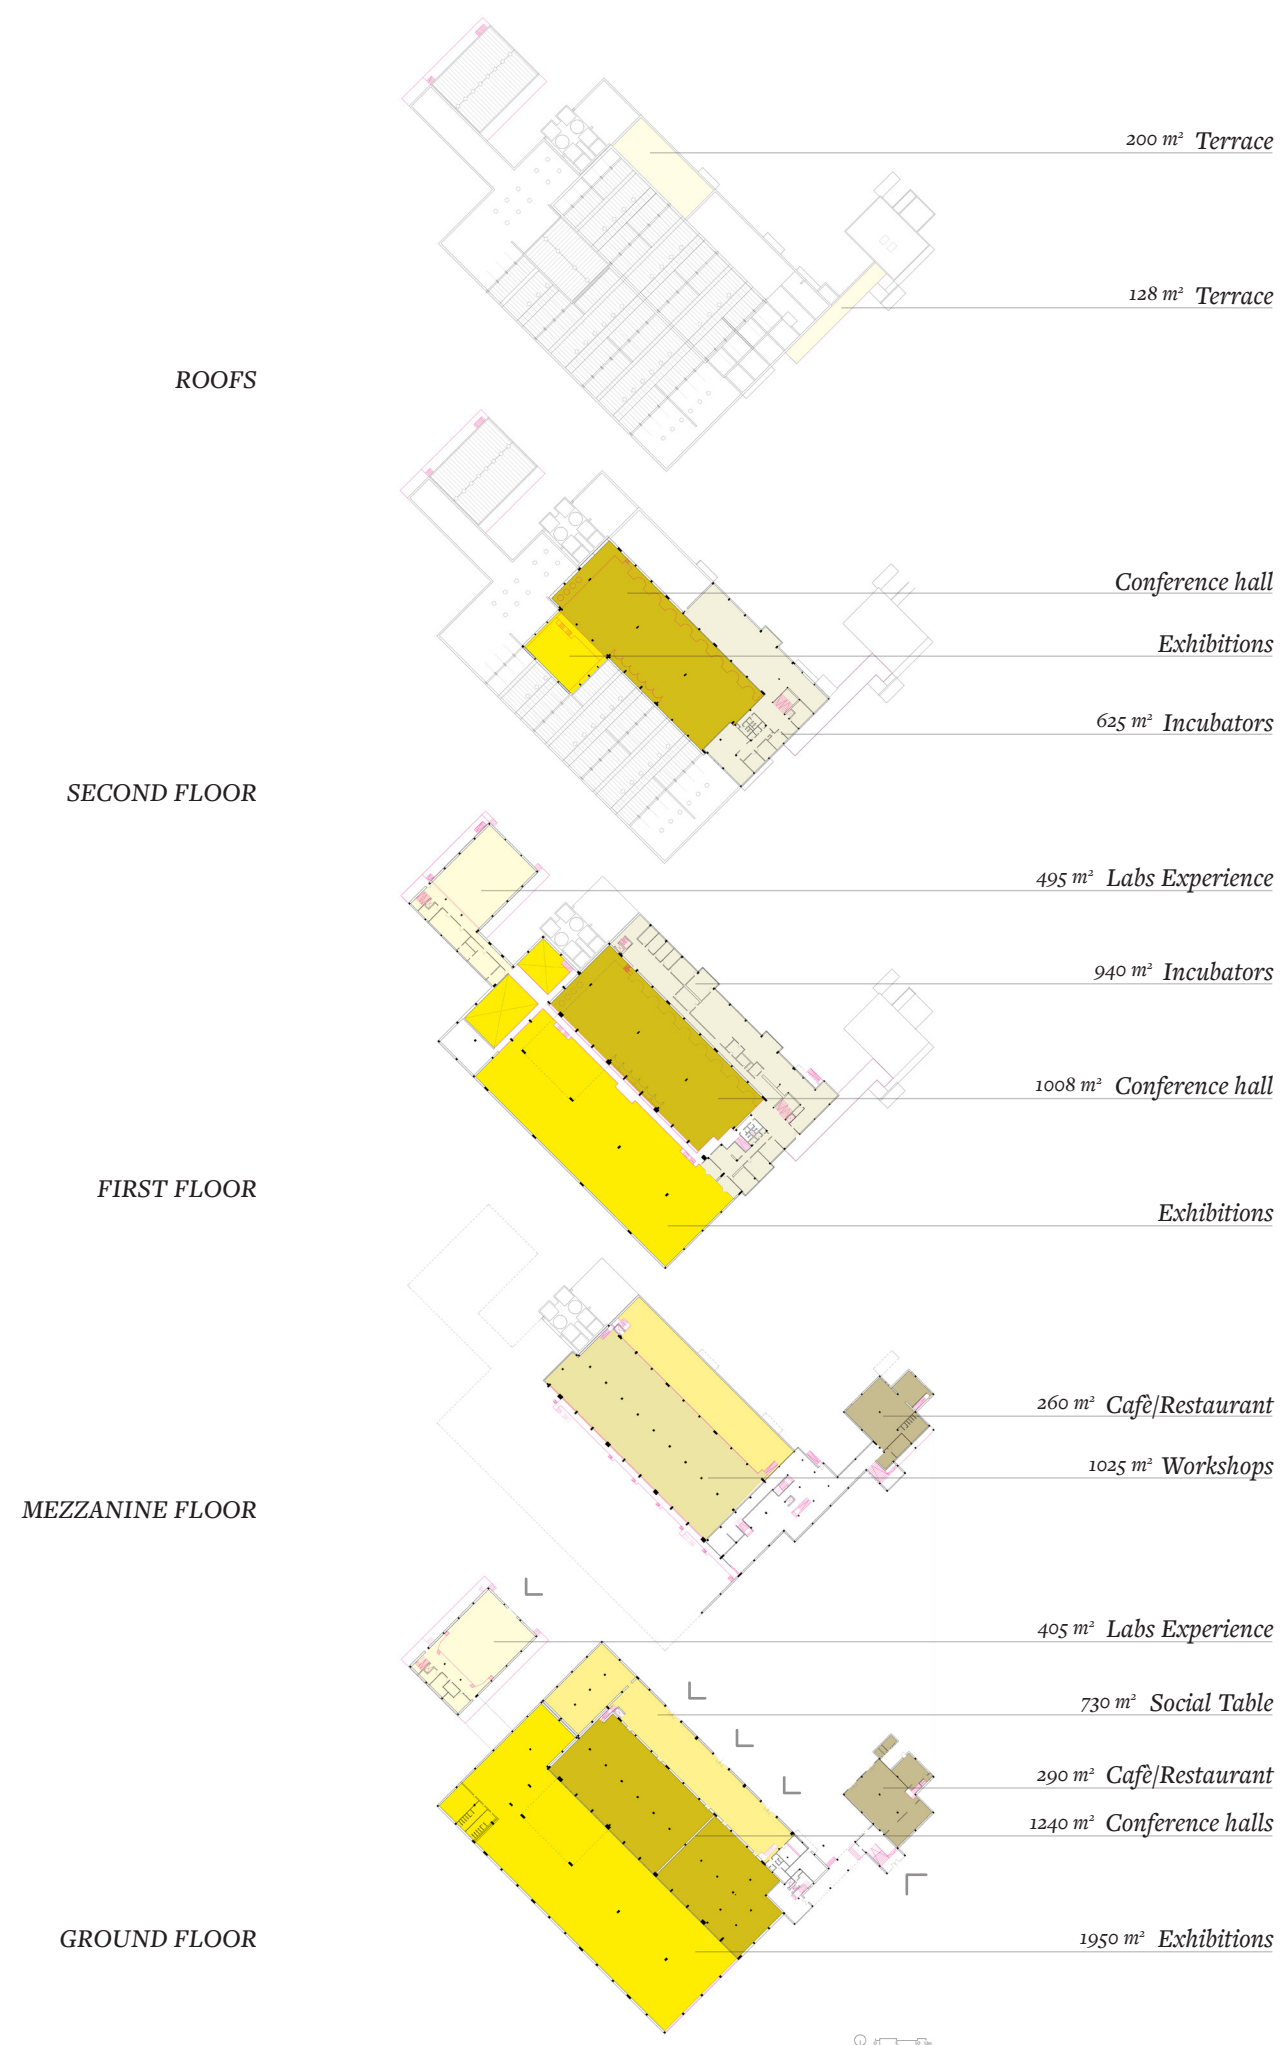 200 m² Terrace
128 m² Terrace
ROOFS
Conference hall
Exhibitions
625 m² Incubators
SECOND FLOOR
495 m² Labs Experience
940 m² Incubators
1008 m² Conference hall
FIRST FLOOR
Exhibitions
260 m² Cafè/Restaurant
1025 m² Workshops
MEZZANINE FLOOR
405 m² Labs Experience
730 m² Social Table
290 m² Cafè/Restaurant
1240 m² Conference halls
GROUND FLOOR
1950 m² Exhibitions